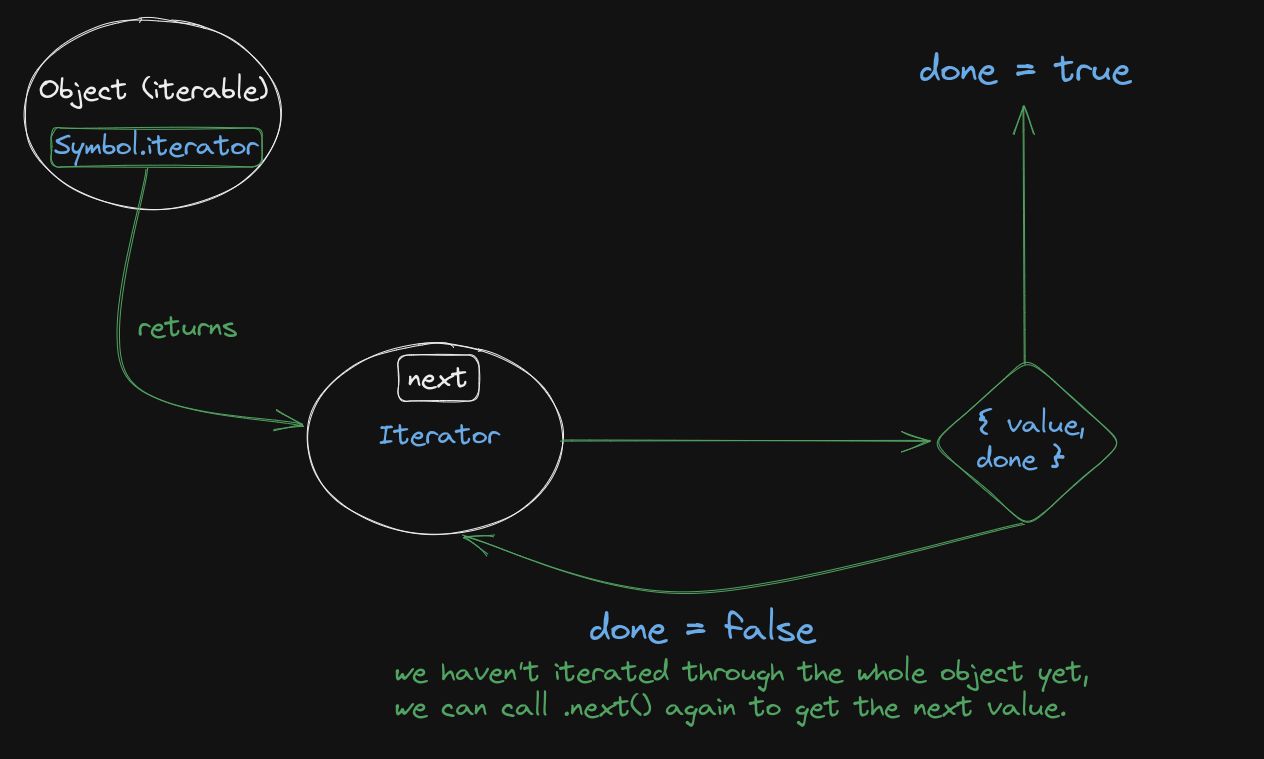 Object (iterable)
Symbol.iterator
done = true
returns
next
Iterator
{ value,
done }
done = false
we haven't iterated through the whole object yet,
we can call .next() again to get the next value.